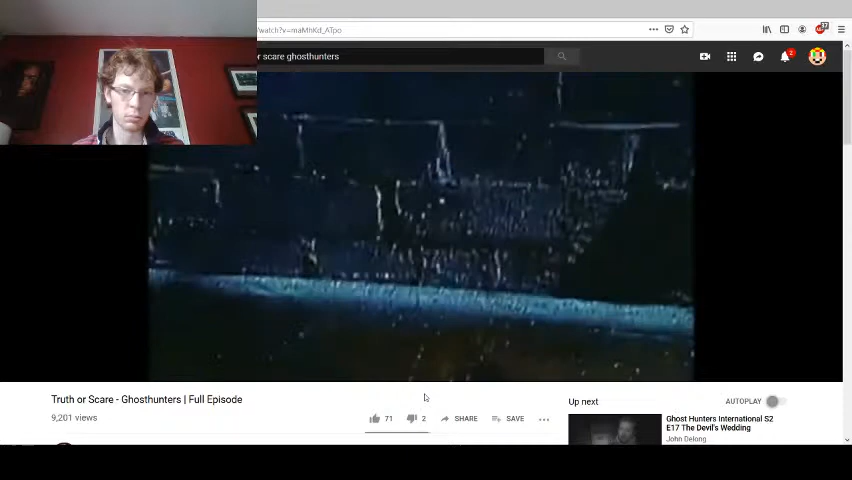 /watch?v=maMhKd_ATpo
r scare ghosthunters
Truth or Scare - Ghosthunters | Full Episode
9,201 views
71
2
SHARE
SAVE
Up next
AUTOPLAY
Ghost Hunters International S2
E17 The Devil's Wedding
John Delong